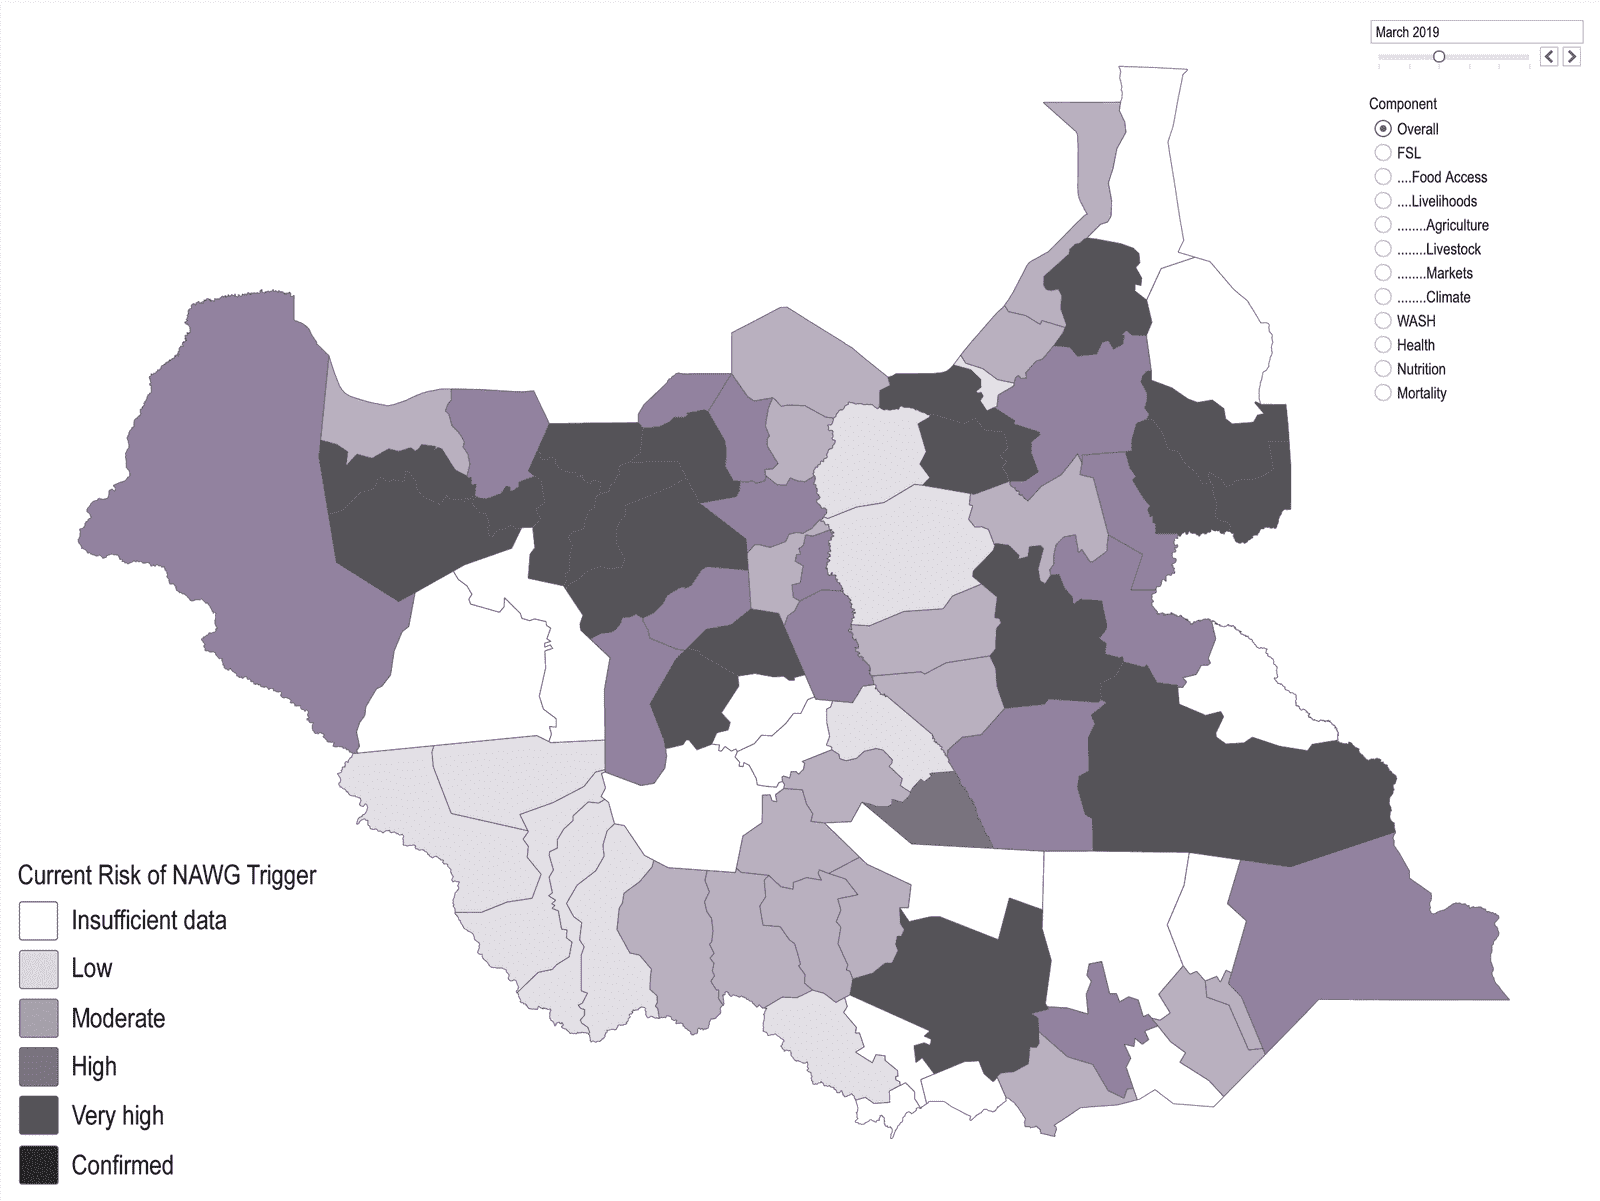 March 2019
Component
Overall
FSL
....Food Access
....Livelihoods
........Agriculture
........Livestock
........Markets
........Climate
WASH
Health
Nutrition
Mortality
Current Risk of NAWG Trigger
Insufficient data
Low
Moderate
High
Very high
Confirmed